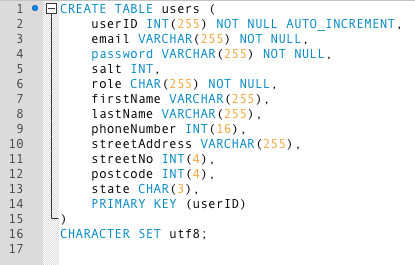 1 CREATE TABLE users (
2 userID INT(255) NOT NULL AUTO_INCREMENT,
3 email VARCHAR(255) NOT NULL,
4 password VARCHAR(255) NOT NULL,
5 salt INT,
6 role CHAR(255) NOT NULL,
7 firstName VARCHAR(255),
8 lastName VARCHAR(255),
9 phoneNumber INT(16),
10 streetAddress VARCHAR(255),
11 streetNo INT(4),
12 postcode INT(4),
13 state CHAR(3),
14 PRIMARY KEY (userID)
15 )
16 CHARACTER SET utf8;
17